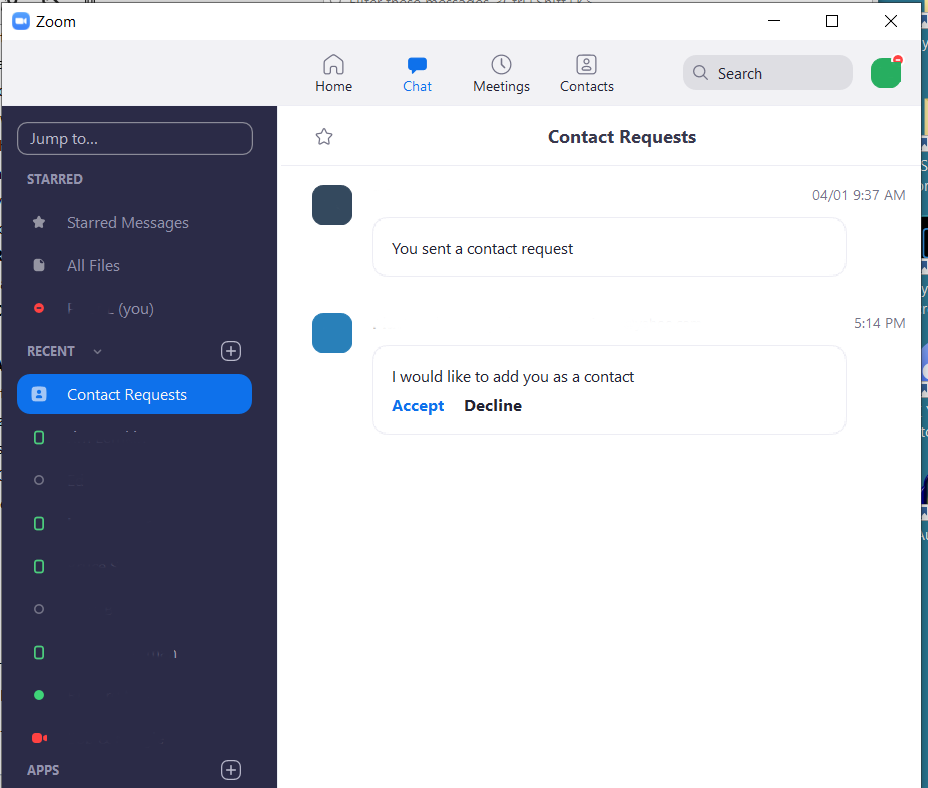 Zoom
Home
Chat
Meetings
Contacts
Search
Jump to...
STARRED
Starred Messages
All Files
(you)
RECENT
Contact Requests
APPS
Contact Requests
04/01 9:37 AM
You sent a contact request
5:14 PM
I would like to add you as a contact
Accept Decline